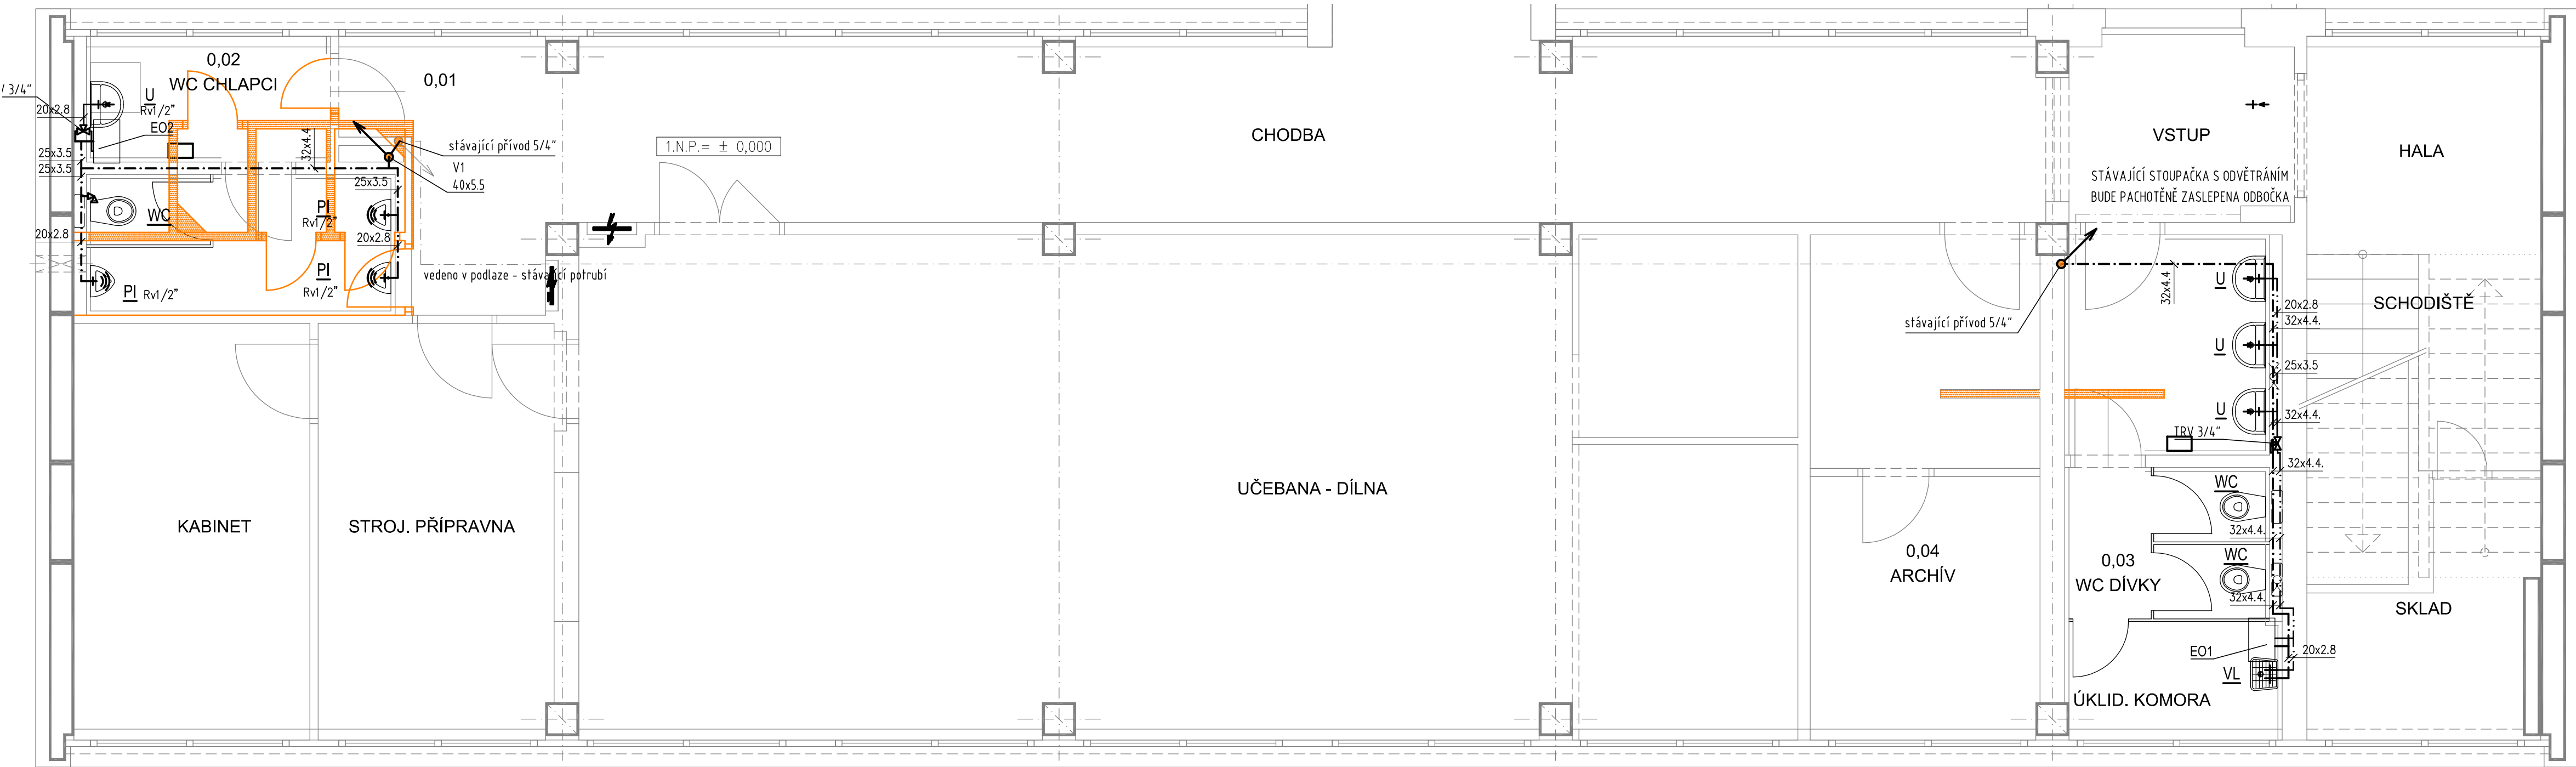 0,02
WC CHLAPCI
0,01
/ 3/4"
20x2.8
U
Rv1/2"
EO2
25x3.5
25x3.5
32x4.4
stávající přívod 5/4"
V1
40x5.5
25x3.5
WC
PI
Rv1/2"
20x2.8
20x2.8
PI
Rv1/2"
PI
Rv1/2"
vedeno v podlaze - stávající potrubí
1.N.P.= ± 0,000
CHODBA
VSTUP
HALA
STÁVAJÍCÍ STOUPAČKA S ODVĚTRÁNÍM
BUDE PACHOTĚNĚ ZASLEPENA ODBOČKA
stávající přívod 5/4"
32x4.4
U
20x2.8
32x4.4.
SCHODIŠTĚ
U
25x3.5
U
32x4.4.
TRV 3/4"
32x4.4.
WC
32x4.4.
WC
32x4.4.
KABINET
STROJ. PŘÍPRAVNA
UČEBANA - DÍLNA
0,04
ARCHÍV
0,03
WC DÍVKY
SKLAD
EO1
20x2.8
VL
ÚKLID. KOMORA